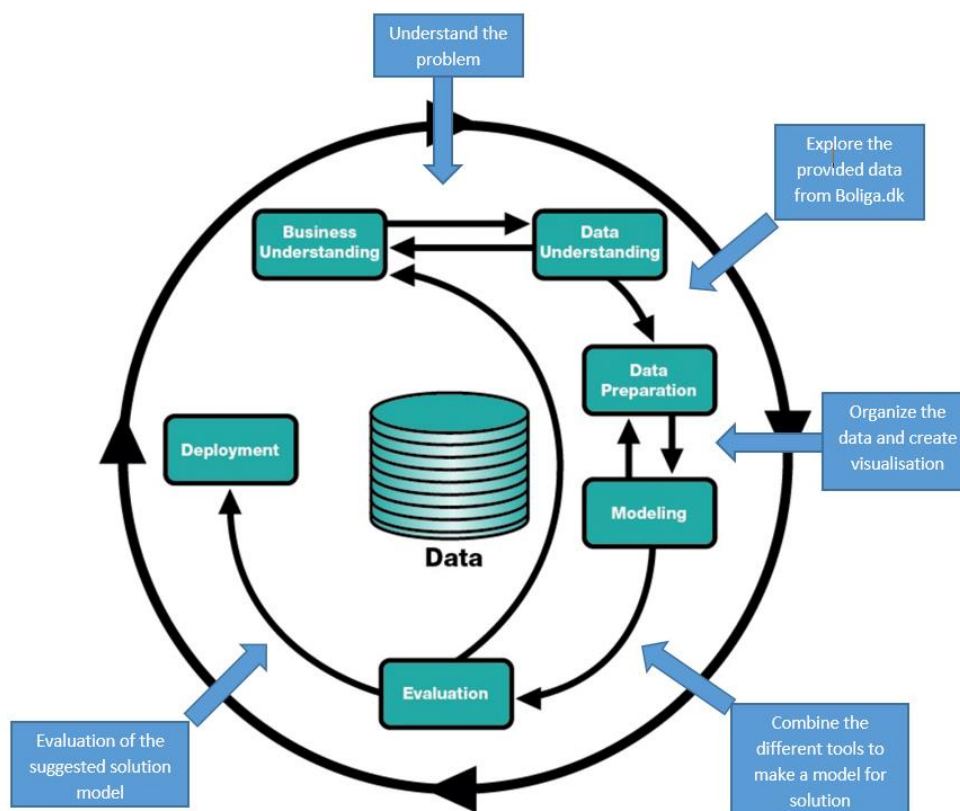 Understand the
problem
Explore the
provided data
from Boliga.dk
Business
Understanding
Data
Understanding
Data
Preparation
Organize the
data and create
visualisation
Deployment
Modeling
Data
Evaluation
Evaluation of the
suggested solution
model
Combine the
different tools to
make a model for
solution